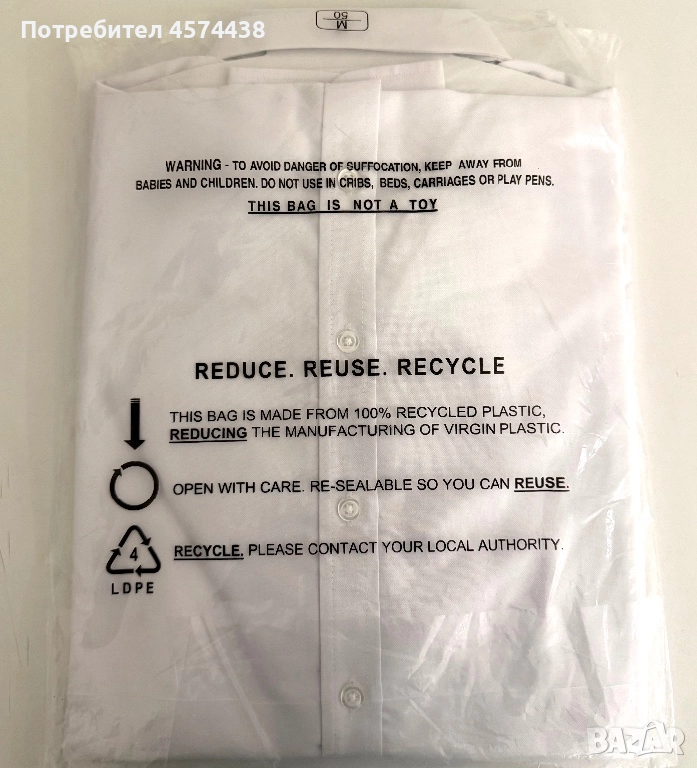 Потребител 4574438
M
50
WARNING - TO AVOID DANGER OF SUFFOCATION, KEEP AWAY FROM
BABIES AND CHILDREN. DO NOT USE IN CRIBS, BEDS, CARRIAGES OR PLAY PENS.
THIS BAG IS NOT A TOY
REDUCE. REUSE. RECYCLE
THIS BAG IS MADE FROM 100% RECYCLED PLASTIC,
REDUCING THE MANUFACTURING OF VIRGIN PLASTIC.
OPEN WITH CARE. RE-SEALABLE SO YOU CAN REUSE.
4
RECYCLE. PLEASE CONTACT YOUR LOCAL AUTHORITY.
LDPE
BAZAR